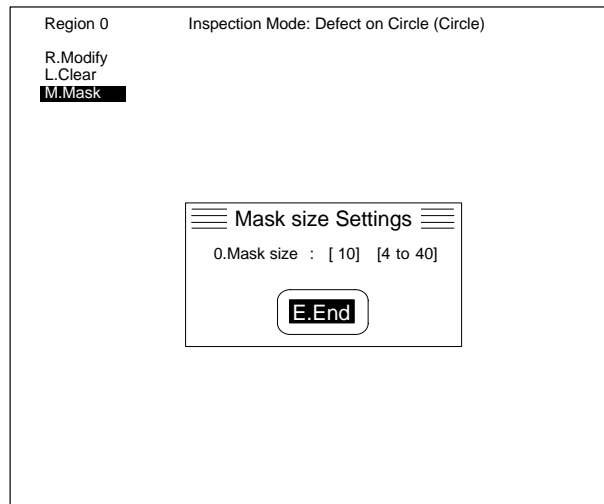 Region 0 Inspection Mode: Defect on Circle (Circle)
R.Modify
L.Clear
M.Mask
Mask size Settings
0.Mask size : [ 10] [4 to 40]
E.End